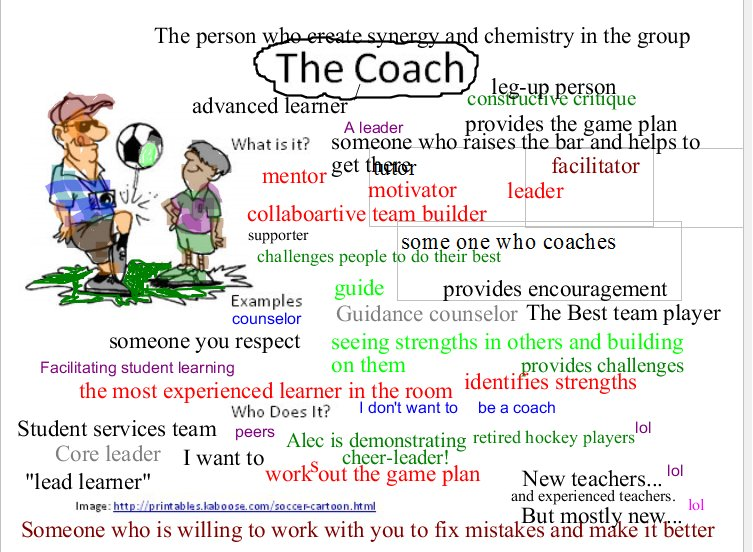 The person who create synergy and chemistry in the group
The Coach
leg-up person
constructive critique
advanced learner
A leader
provides the game plan
What is it?
someone who raises the bar and helps to
get there
tutor
facilitator
mentor
motivator
leader
collaboartive team builder
supporter
some one who coaches
challenges people to do their best
guide
provides encouragement
Examples
counselor
Guidance counselor
The Best team player
someone you respect
seeing strengths in others and building
on them
Facilitating student learning
provides challenges
the most experienced learner in the room
identifies strengths
Who Does It?
I don't want to
be a coach
Student services team
peers
Alec is demonstrating
cheer-leader!
retired hockey players
lol
Core leader
I want to
"lead learner"
work out the game plan
s
New teachers...
lol
and experienced teachers.
Image: http://printables.kaboose.com/soccer-cartoon.html
But mostly new...
lol
Someone who is willing to work with you to fix mistakes and make it better